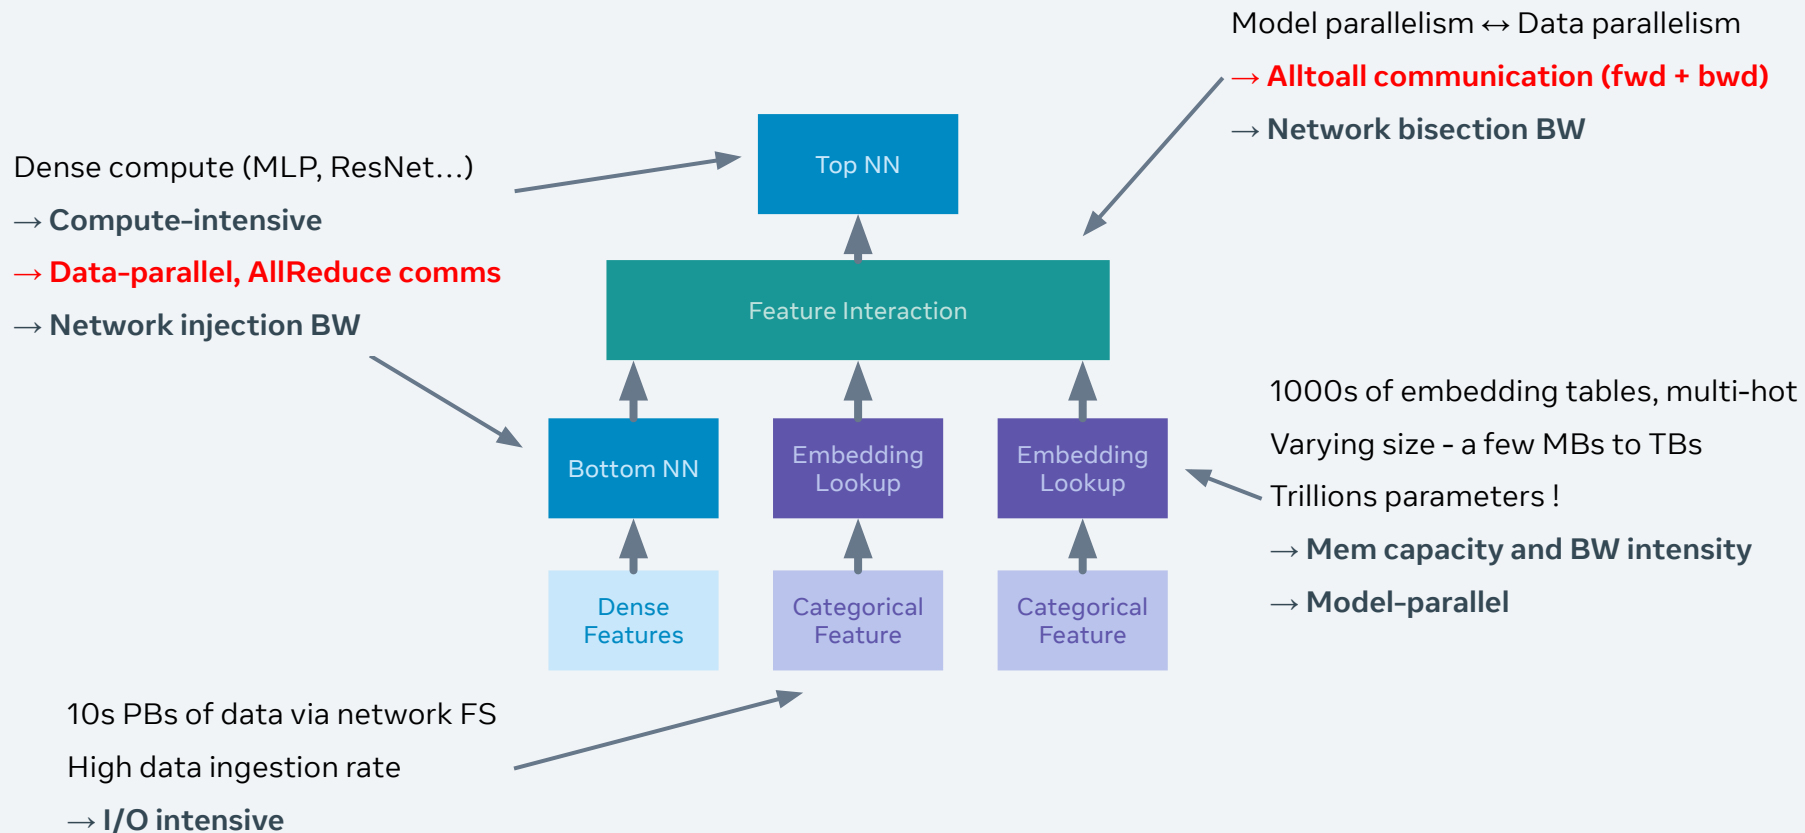 Model parallelism ↔ Data parallelism
→ Alltoall communication (fwd + bwd)
→ Network bisection BW
Dense compute (MLP, ResNet...)
→ Compute-intensive
→ Data-parallel, AllReduce comms
→ Network injection BW
Top NN
Feature Interaction
Bottom NN
Embedding
Lookup
Embedding
Lookup
Dense
Features
Categorical
Feature
Categorical
Feature
1000s of embedding tables, multi-hot
Varying size - a few MBs to TBs
Trillions parameters !
→ Mem capacity and BW intensity
→ Model-parallel
10s PBs of data via network FS
High data ingestion rate
→ I/O intensive